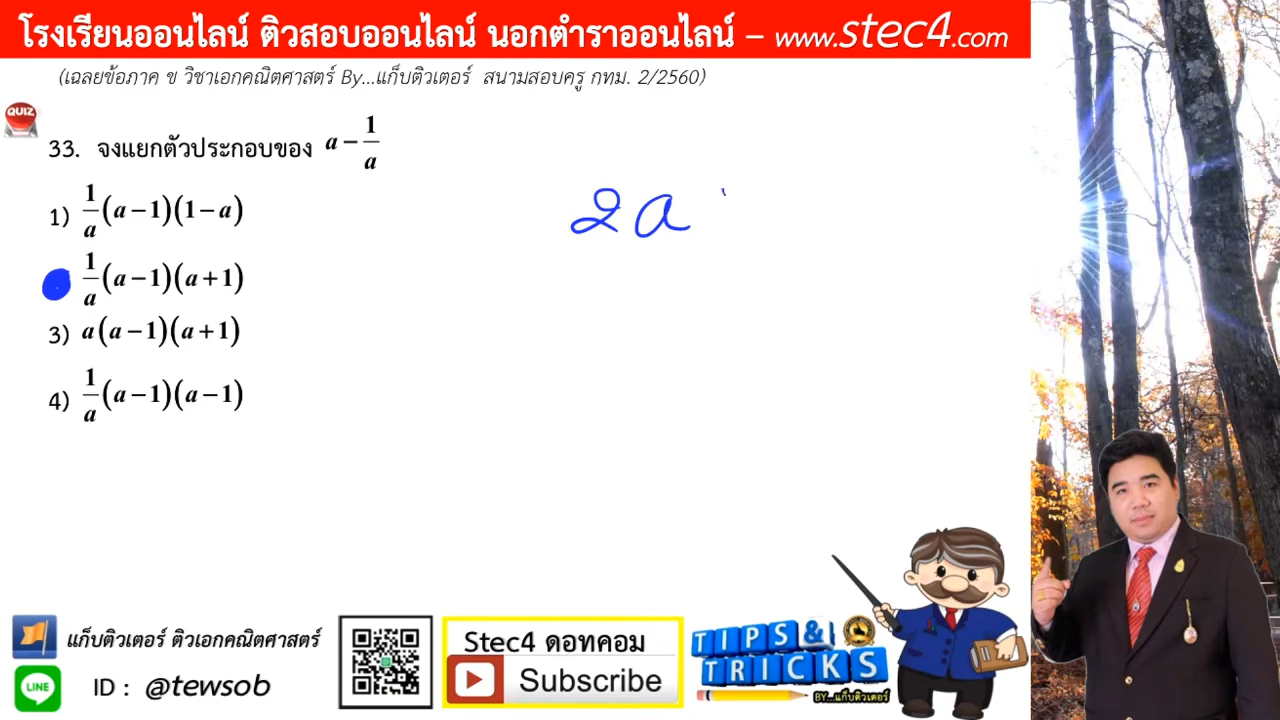 โรงเรียนออนไลน์ ติวสอบออนไลน์ นอกตำราออนไลน์ – www.stec4.com
(เฉลยข้อภาค ข วิชาเอกคณิตศาสตร์ By...แก็บติวเตอร์ สนามสอบครู กทม. 2/2560)
QUIZ
33. จงแยกตัวประกอบของ a − 1/a
1) 1/a (a − 1)(1 − a)
1/a (a − 1)(a + 1)
3) a(a − 1)(a + 1)
4) 1/a (a − 1)(a − 1)
2a
แก็บติวเตอร์ ติวเอกคณิตศาสตร์
LINE
ID : @tewsob
Stec4 ดอทคอม
Subscribe
TIPS &
TRICKS
BY...แก็บติวเตอร์